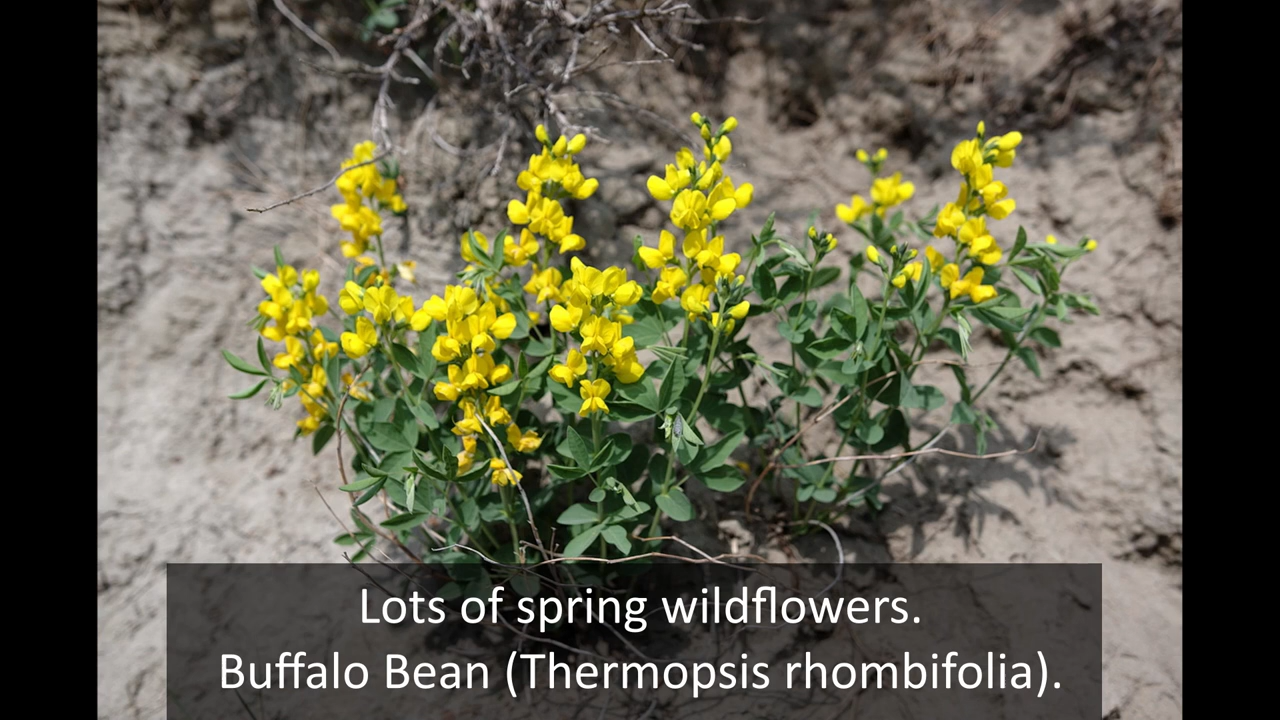 Lots of spring wildflowers.
Buffalo Bean (Thermopsis rhombifolia).